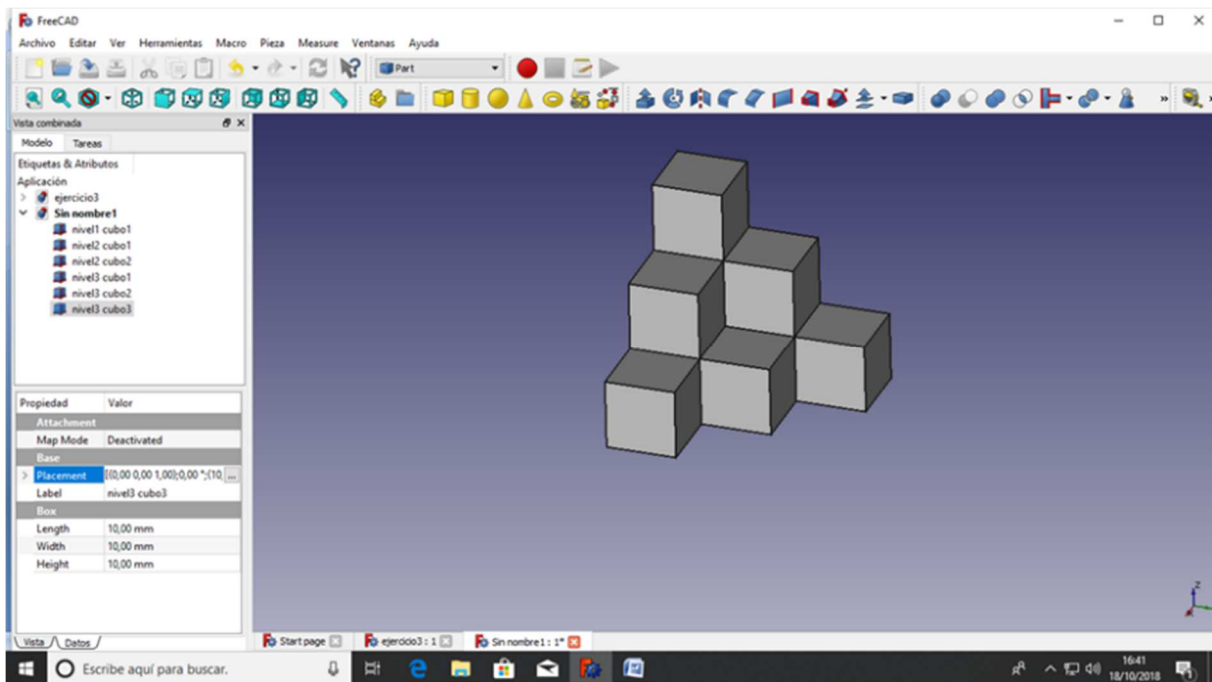 FreeCAD
Archivo Editar Ver Herramientas Macro Pieza Measure Ventanas Ayuda
Part
Vista combinada
Modelo Tareas
Etiquetas & Atributos
Aplicación
ejercicio3
Sin nombre1
nivel1 cubo1
nivel2 cubo1
nivel2 cubo2
nivel3 cubo1
nivel3 cubo2
nivel3 cubo3
Propiedad Valor
Attachment
Map Mode Deactivated
Base
Placement [(0,00 0,00 1,00);0,00 °;(10, ...
Label nivel3 cubo3
Box
Length 10,00 mm
Width 10,00 mm
Height 10,00 mm
Z
Vista Datos
Start page ejercicio3 : 1 Sin nombre1 : 1*
Escribe aquí para buscar.
16:41
18/10/2018